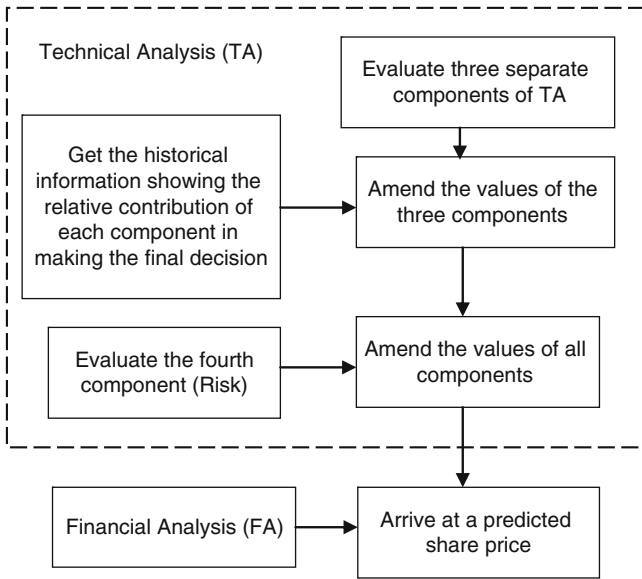 Technical Analysis (TA)
Evaluate three separate
components of TA
Get the historical
information showing the
relative contribution of
each component in
making the final decision
Amend the values of the
three components
Evaluate the fourth
component (Risk)
Amend the values of all
components
Financial Analysis (FA)
Arrive at a predicted
share price